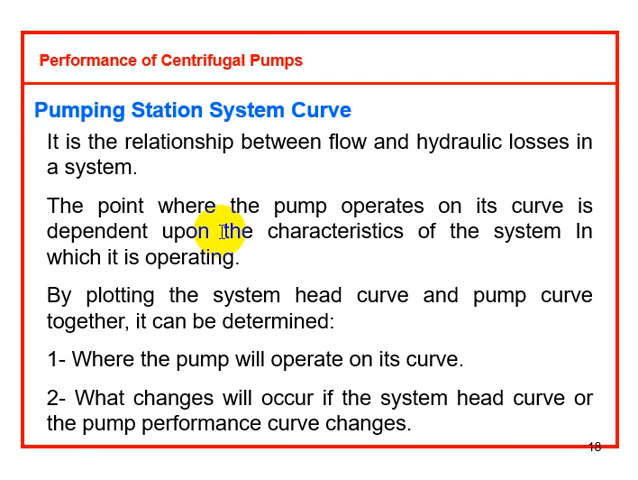 Performance of Centrifugal Pumps
Pumping Station System Curve
It is the relationship between flow and hydraulic losses in
a system.
The point where the pump operates on its curve is
dependent upon the characteristics of the system In
which it is operating.
By plotting the system head curve and pump curve
together, it can be determined:
1- Where the pump will operate on its curve.
2- What changes will occur if the system head curve or
the pump performance curve changes.
18